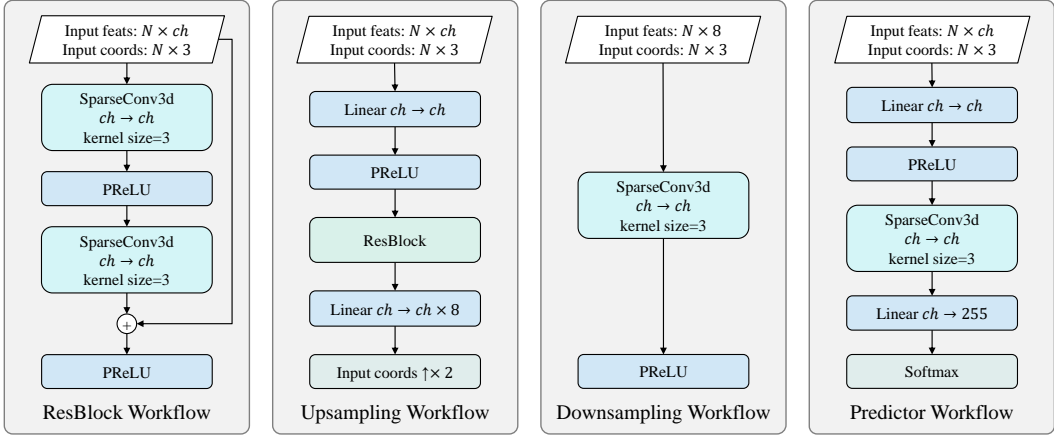 Input feats: N × ch
Input coords: N × 3
SparseConv3d
ch → ch
kernel size=3
PReLU
SparseConv3d
ch → ch
kernel size=3
+
PReLU
ResBlock Workflow
Input feats: N × ch
Input coords: N × 3
Linear ch → ch
PReLU
ResBlock
Linear ch → ch × 8
Input coords ↑× 2
Upsampling Workflow
Input feats: N × 8
Input coords: N × 3
SparseConv3d
ch → ch
kernel size=3
PReLU
Downsampling Workflow
Input feats: N × ch
Input coords: N × 3
Linear ch → ch
PReLU
SparseConv3d
ch → ch
kernel size=3
Linear ch → 255
Softmax
Predictor Workflow